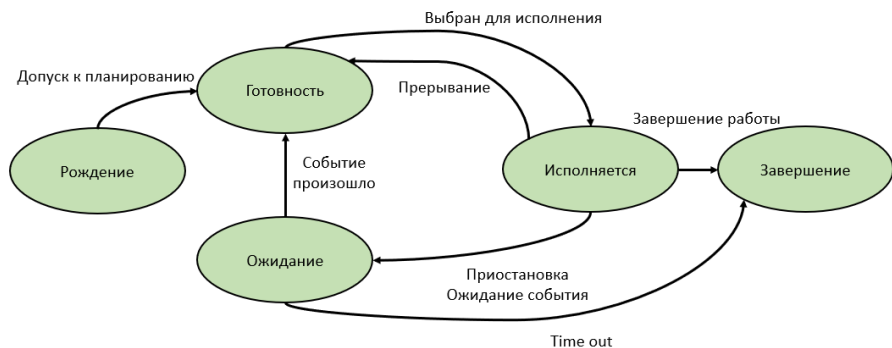 Выбран для исполнения
Допуск к планированию
Готовность
Прерывание
Завершение работы
Рождение
Событие
произошло
Исполняется
Завершение
Ожидание
Приостановка
Ожидание события
Time out